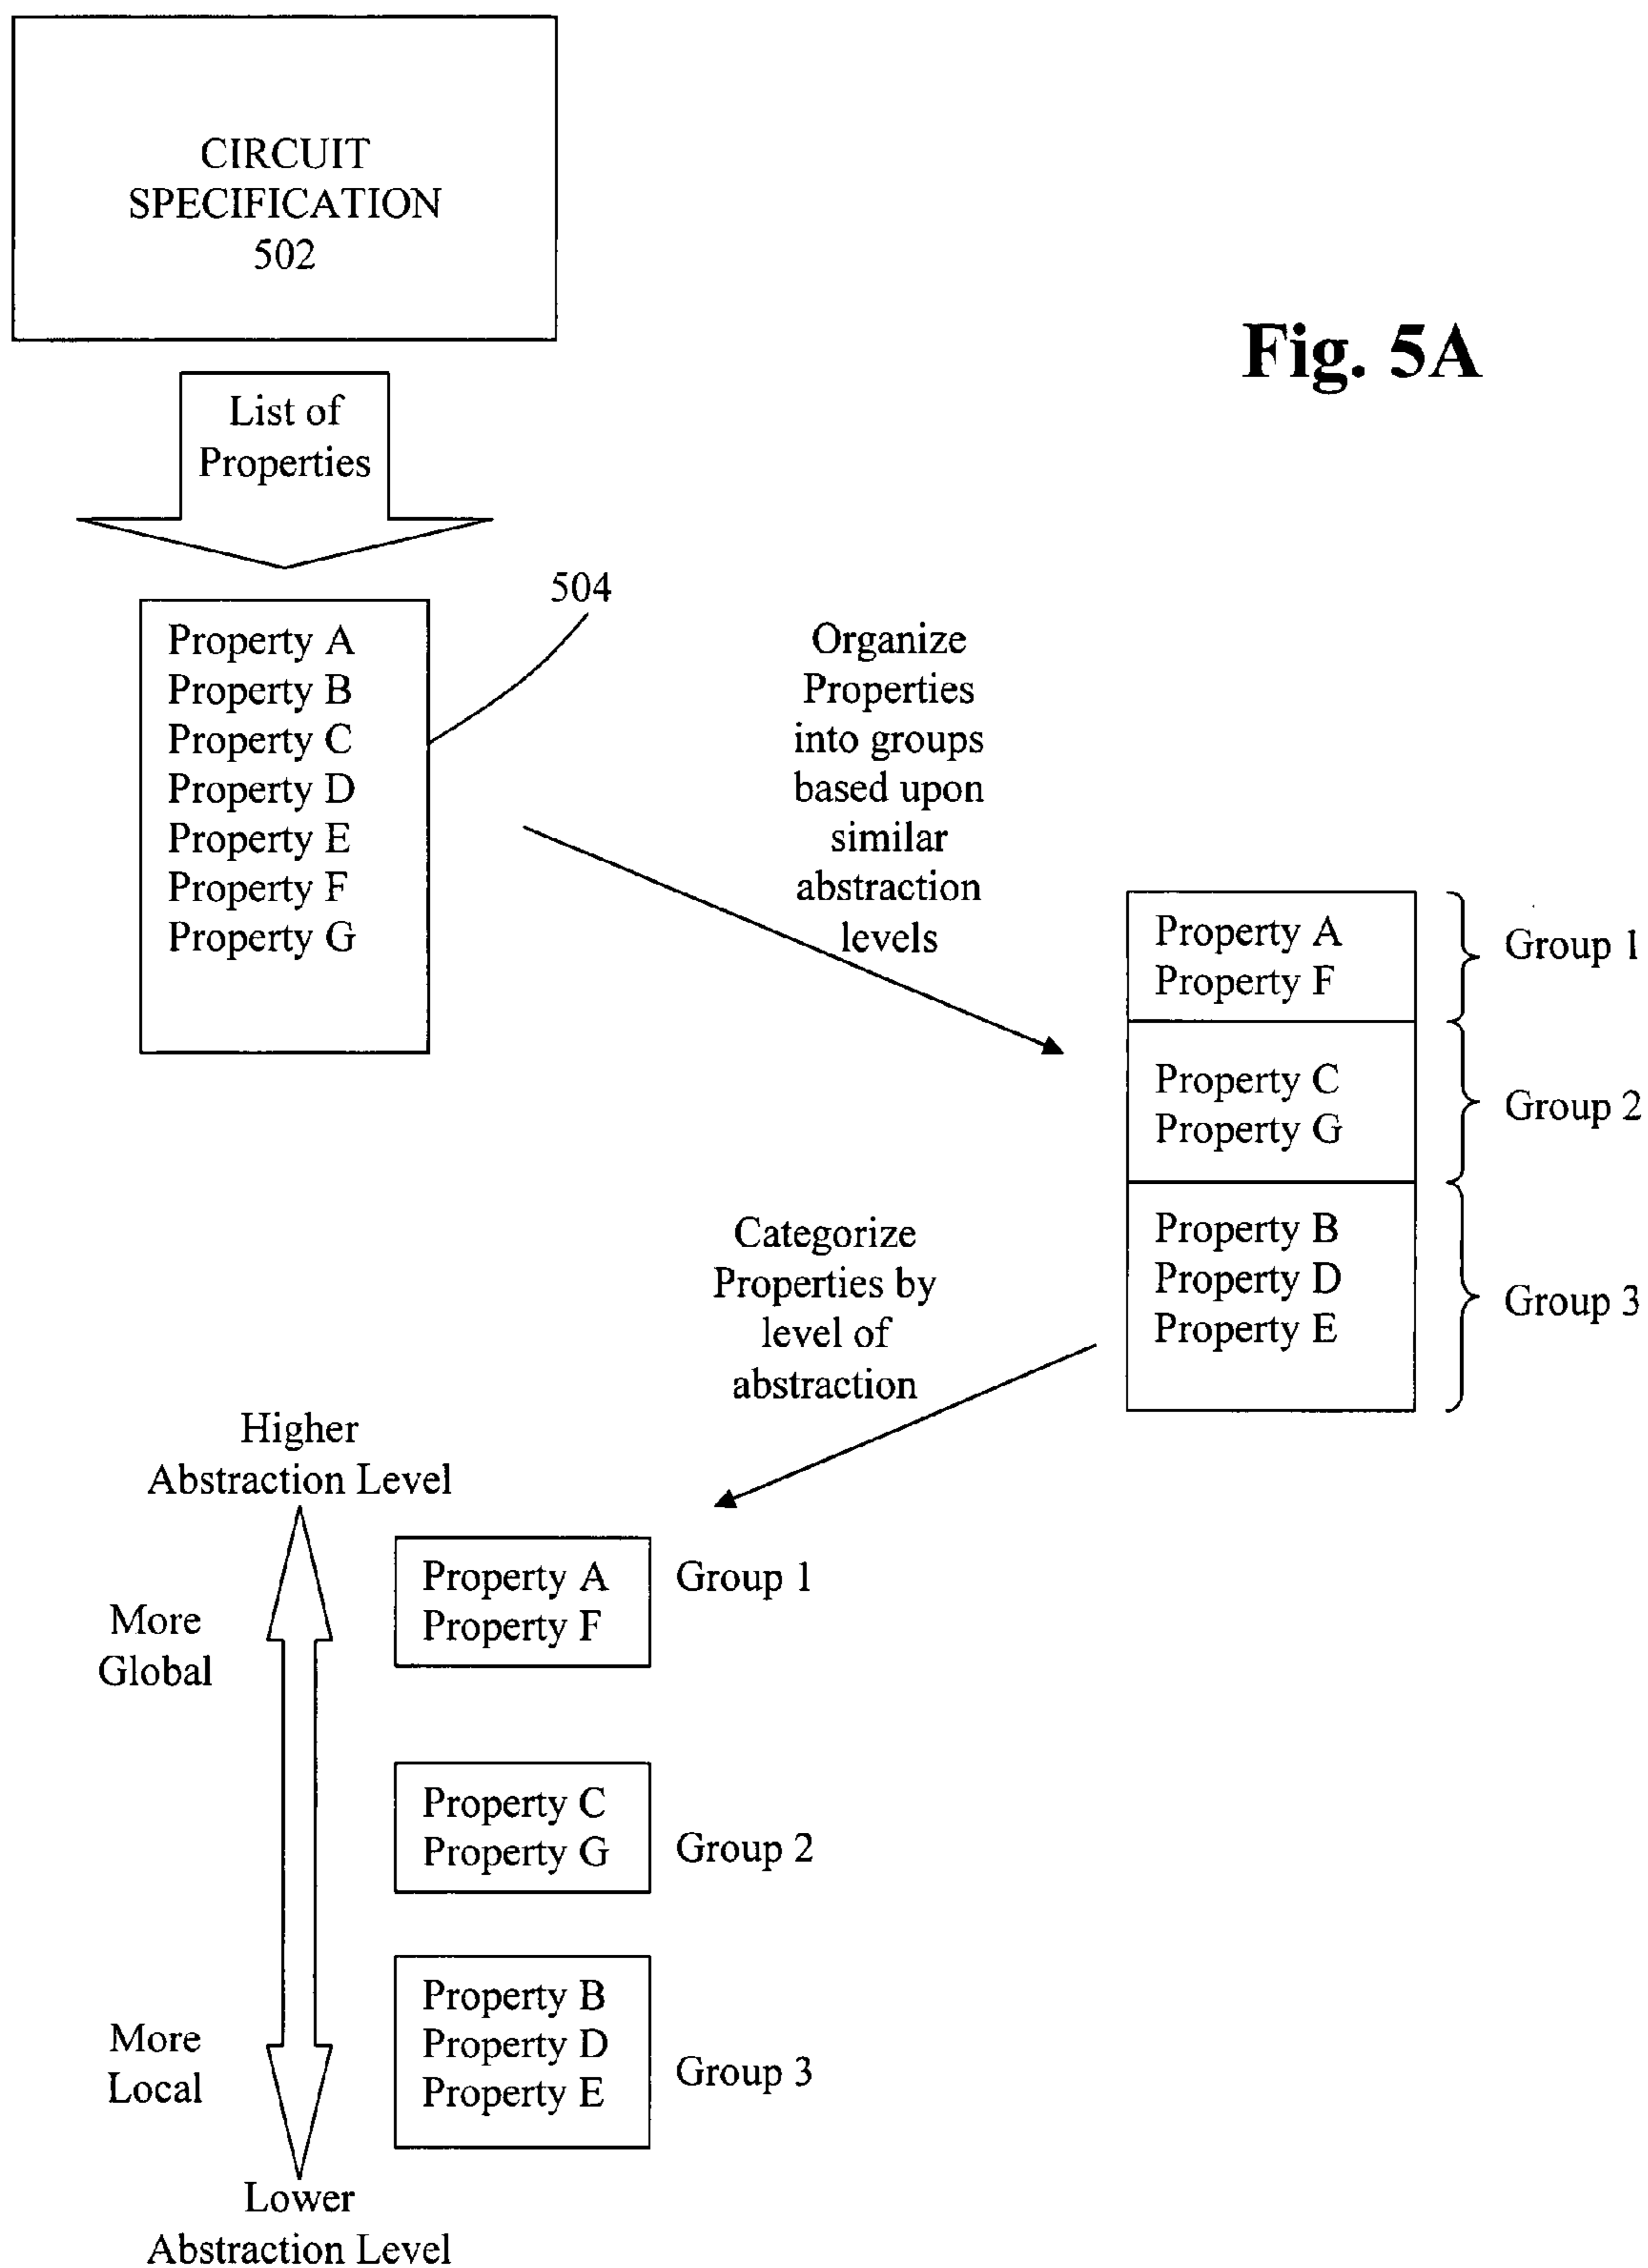 CIRCUIT
SPECIFICATION
502
Fig. 5A
List of
Properties
504
Property A
Property B
Property C
Property D
Property E
Property F
Property G
Organize
Properties
into groups
based upon
similar
abstraction
levels
Property A
Property F
Group 1
Property C
Property G
Group 2
Property B
Property D
Property E
Group 3
Categorize
Properties by
level of
abstraction
Higher
Abstraction Level
More
Global
Property A
Property F
Group 1
Property C
Property G
Group 2
More
Local
Property B
Property D
Property E
Group 3
Lower
Abstraction Level